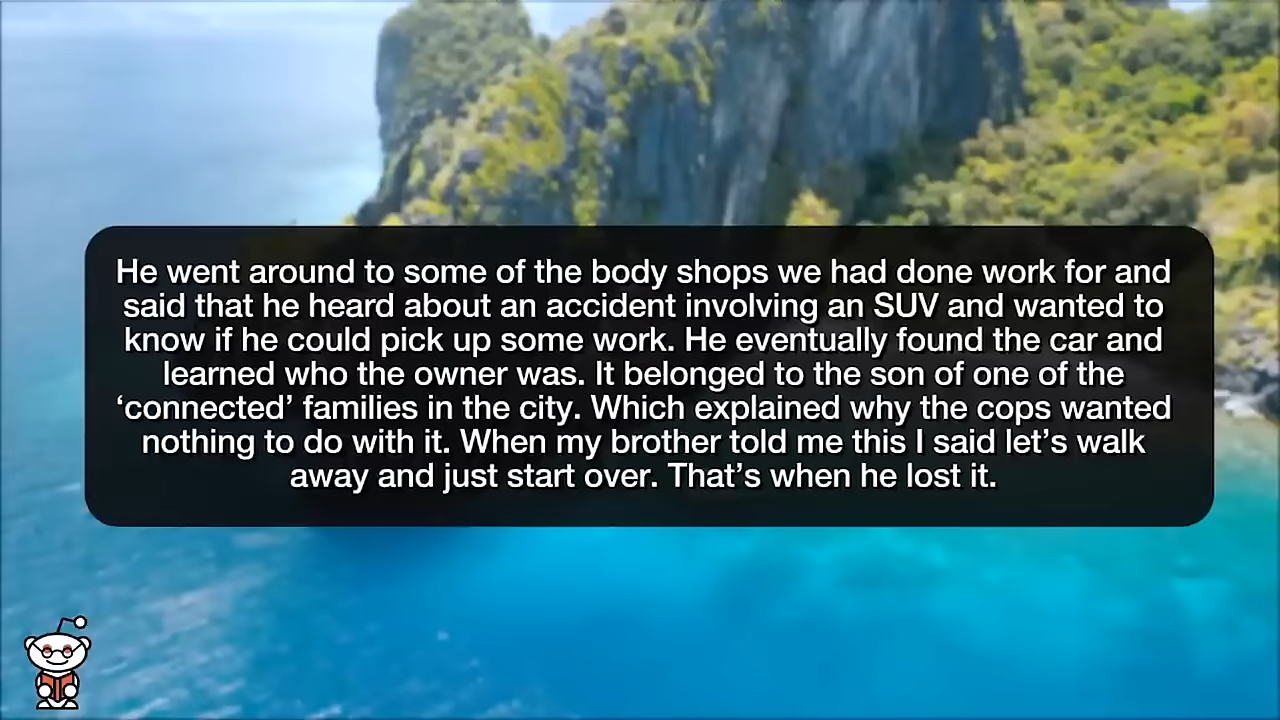 He went around to some of the body shops we had done work for and
said that he heard about an accident involving an SUV and wanted to
know if he could pick up some work. He eventually found the car and
learned who the owner was. It belonged to the son of one of the
‘connected’ families in the city. Which explained why the cops wanted
nothing to do with it. When my brother told me this I said let’s walk
away and just start over. That’s when he lost it.